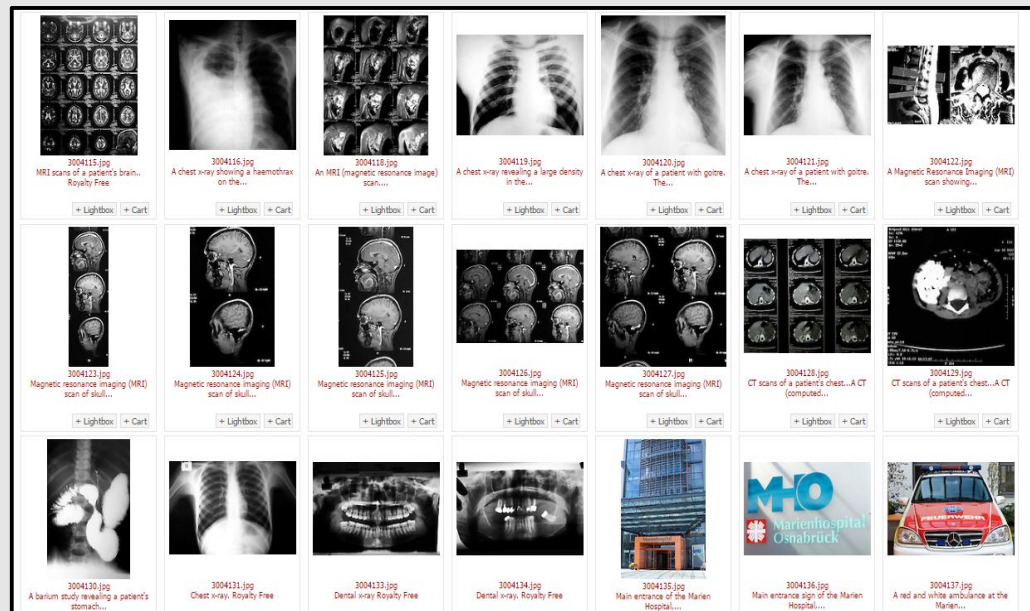 3004115.jpg
MRI scans of a patient's brain..
Royalty Free
+ Lightbox + Cart
3004116.jpg
A chest x-ray showing a haemothrax
on the...
+ Lightbox + Cart
3004118.jpg
An MRI (magnetic resonance image)
scan....
+ Lightbox + Cart
3004119.jpg
A chest x-ray revealing a large density
in the...
+ Lightbox + Cart
3004120.jpg
A chest x-ray of a patient with goitre.
The...
+ Lightbox + Cart
3004121.jpg
A chest x-ray of a patient with goitre.
The...
+ Lightbox + Cart
3004122.jpg
A Magnetic Resonance Imaging (MRI)
scan showing...
+ Lightbox + Cart
3004123.jpg
Magnetic resonance imaging (MRI)
scan of skull...
+ Lightbox + Cart
3004124.jpg
Magnetic resonance imaging (MRI)
scan of skull...
+ Lightbox + Cart
3004125.jpg
Magnetic resonance imaging (MRI)
scan of skull...
+ Lightbox + Cart
3004126.jpg
Magnetic resonance imaging (MRI)
scan of skull...
+ Lightbox + Cart
3004127.jpg
Magnetic resonance imaging (MRI)
scan of skull...
+ Lightbox + Cart
3004128.jpg
CT scans of a patient's chest...A CT
(computed...
+ Lightbox + Cart
3004129.jpg
CT scans of a patient's chest...A CT
(computed...
+ Lightbox + Cart
3004130.jpg
A barium study revealing a patient's
stomach...
3004131.jpg
Chest x-ray. Royalty Free
3004133.jpg
Dental x-ray Royalty Free
3004134.jpg
Dental x-ray. Royalty Free
3004135.jpg
Main entrance of the Marien
Hospital....
MHO
Marienhospital
Osnabrück
3004136.jpg
Main entrance sign of the Marien
Hospital....
FEUERWEHR
3004137.jpg
A red and white ambulance at the
Marien...